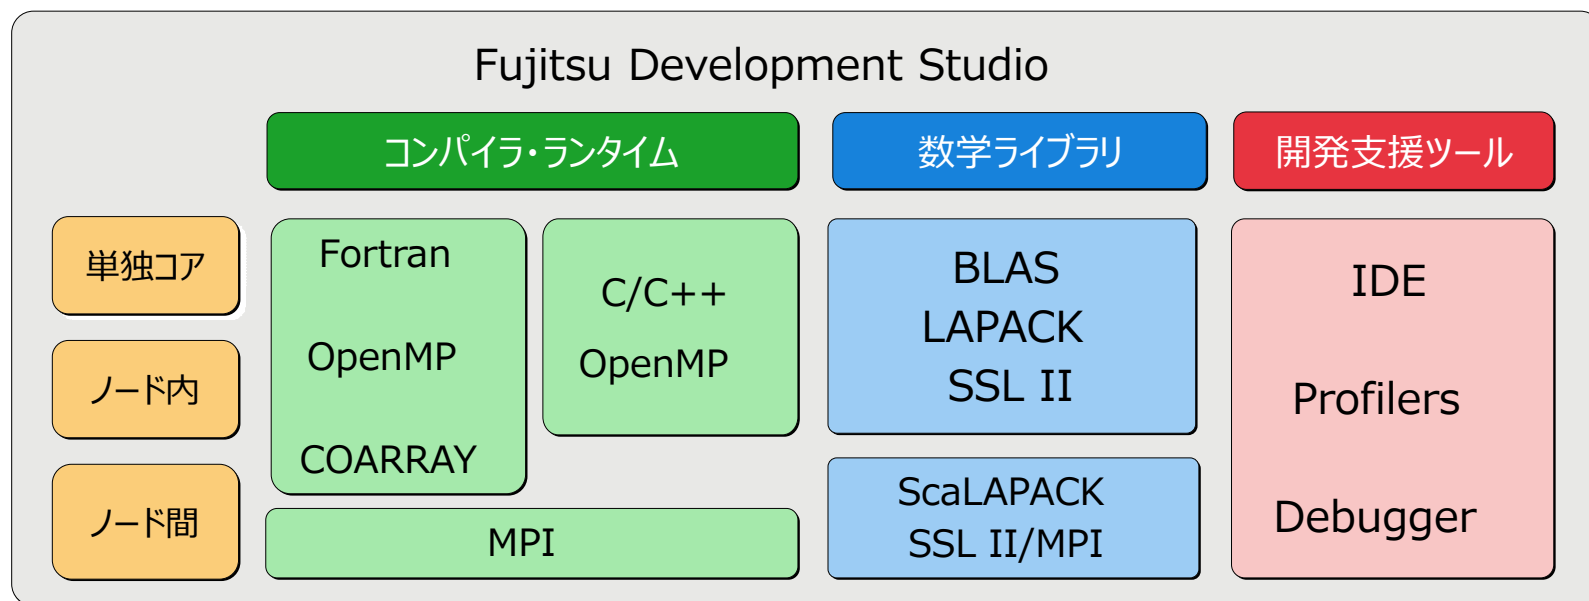 Fujitsu Development Studio
コンパイラ・ランタイム
数学ライブラリ
開発支援ツール
単独コア
ノード内
ノード間
Fortran
OpenMP
COARRAY
C/C++
OpenMP
MPI
BLAS
LAPACK
SSL II
ScaLAPACK
SSL II/MPI
IDE
Profilers
Debugger